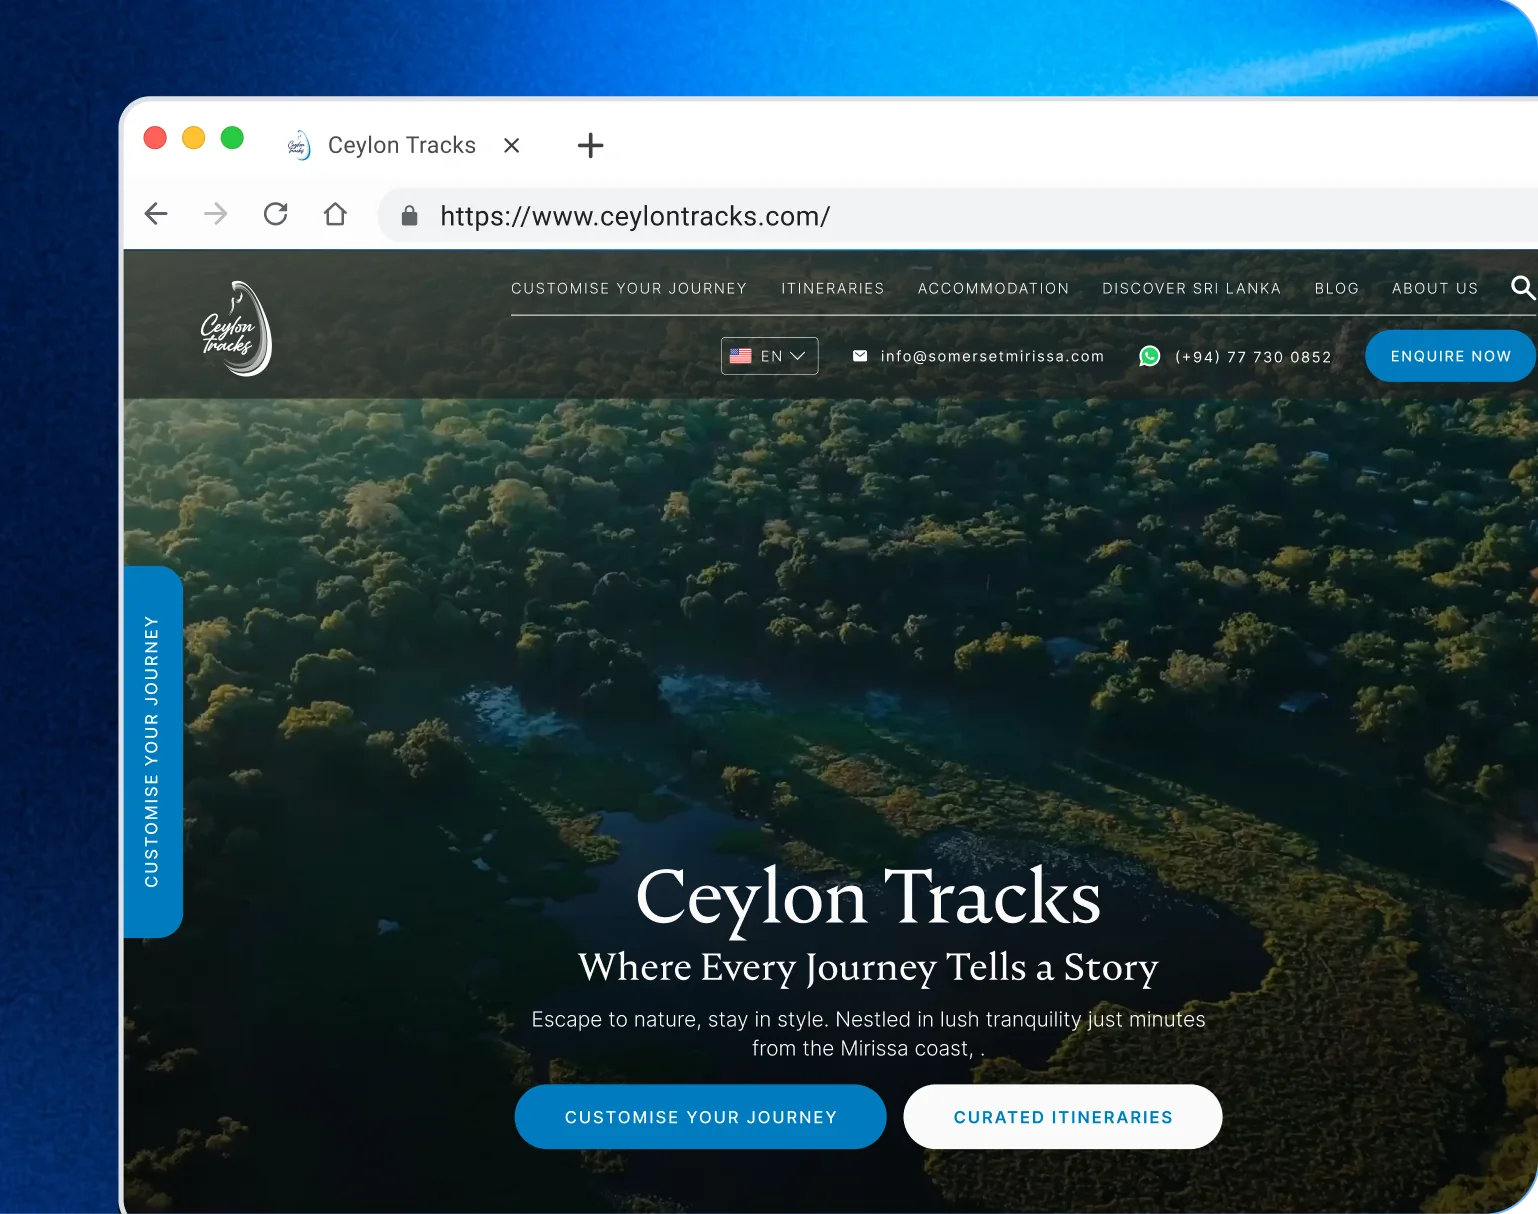 Ceylon Tracks
https://www.ceylontracks.com/
Ceylon
Tracks
CUSTOMISE YOUR JOURNEY ITINERARIES ACCOMMODATION DISCOVER SRI LANKA BLOG ABOUT US
EN info@somersetmirissa.com (+94) 77 730 0852 ENQUIRE NOW
CUSTOMISE YOUR JOURNEY
Ceylon Tracks
Where Every Journey Tells a Story
Escape to nature, stay in style. Nestled in lush tranquility just minutes
from the Mirissa coast, .
CUSTOMISE YOUR JOURNEY CURATED ITINERARIES